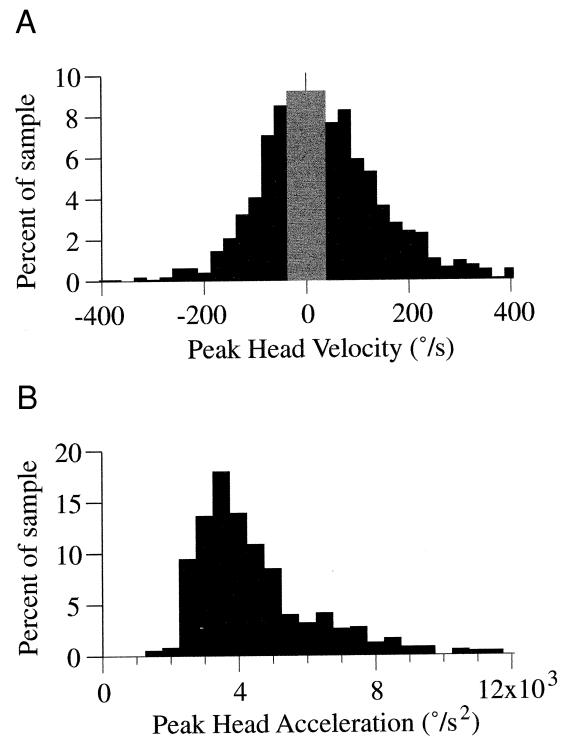 A
Percent of sample
10
8
6
4
2
0
-400 -200 0 200 400
Peak Head Velocity (°/s)
B
Percent of sample
20
15
10
5
0
0 4 8 12x10³
Peak Head Acceleration (°/s²)